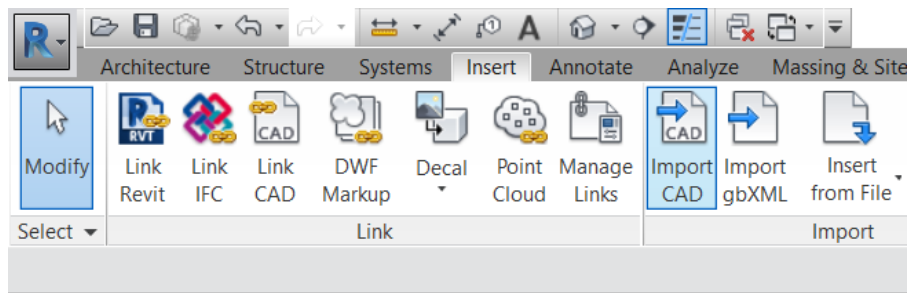 R
1 A
Architecture Structure Systems Insert Annotate Analyze Massing & Site
R RVT CAD CAD
Modify Link Revit Link IFC Link CAD DWF Markup Decal Point Cloud Manage Links Import CAD Import gbXML Insert from File
Select Link Import